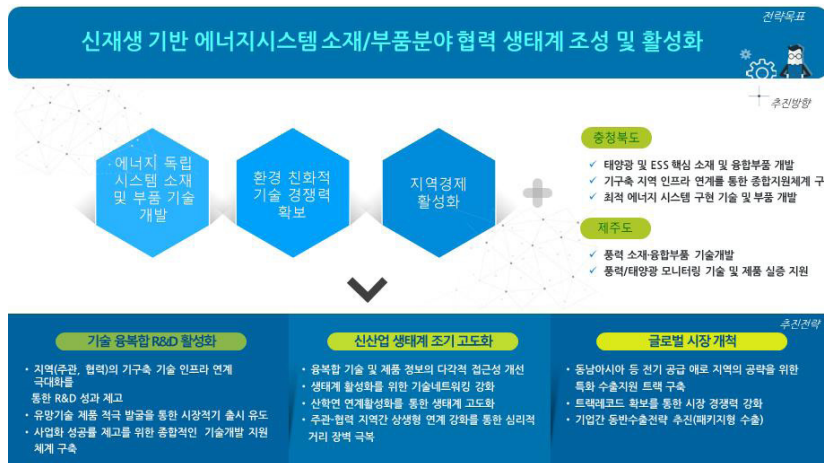 전략목표
신재생 기반 에너지시스템 소재/부품분야 협력 생태계 조성 및 활성화
추진방향
에너지 독립
시스템 소재
및 부품 기술
개발
환경 친화적
기술 경쟁력
확보
지역경제
활성화
충청북도
✓ 태양광 및 ESS 핵심 소재 및 융합부품 개발
✓ 기구축 지역 인프라 연계를 통한 종합지원체계 구
✓ 최적 에너지 시스템 구현 기술 및 부품 개발
제주도
✓ 풍력 소재·융합부품 기술개발
✓ 풍력/태양광 모니터링 기술 및 제품 실증 지원
추진전략
기술 융복합 R&D 활성화
• 지역(주관, 협력)의 기구축 기술 인프라 연계
극대화를
통한 R&D 성과 제고
• 유망기술 제품 적극 발굴을 통한 시장적기 출시 유도
• 사업화 성공률 제고를 위한 종합적인 기술개발 지원
체계 구축
신산업 생태계 조기 고도화
• 융복합 기술 및 제품 정보의 다각적 접근성 개선
• 생태계 활성화를 위한 기술네트워킹 강화
• 산학연 연계활성화를 통한 생태계 고도화
• 주관-협력 지역간 상생형 연계 강화를 통한 심리적
거리 장벽 극복
글로벌 시장 개척
• 동남아시아 등 전기 공급 애로 지역의 공략을 위한
특화 수출지원 트랙 구축
• 트랙레코드 확보를 통한 시장 경쟁력 강화
• 기업간 동반수출전략 추진(패키지형 수출)